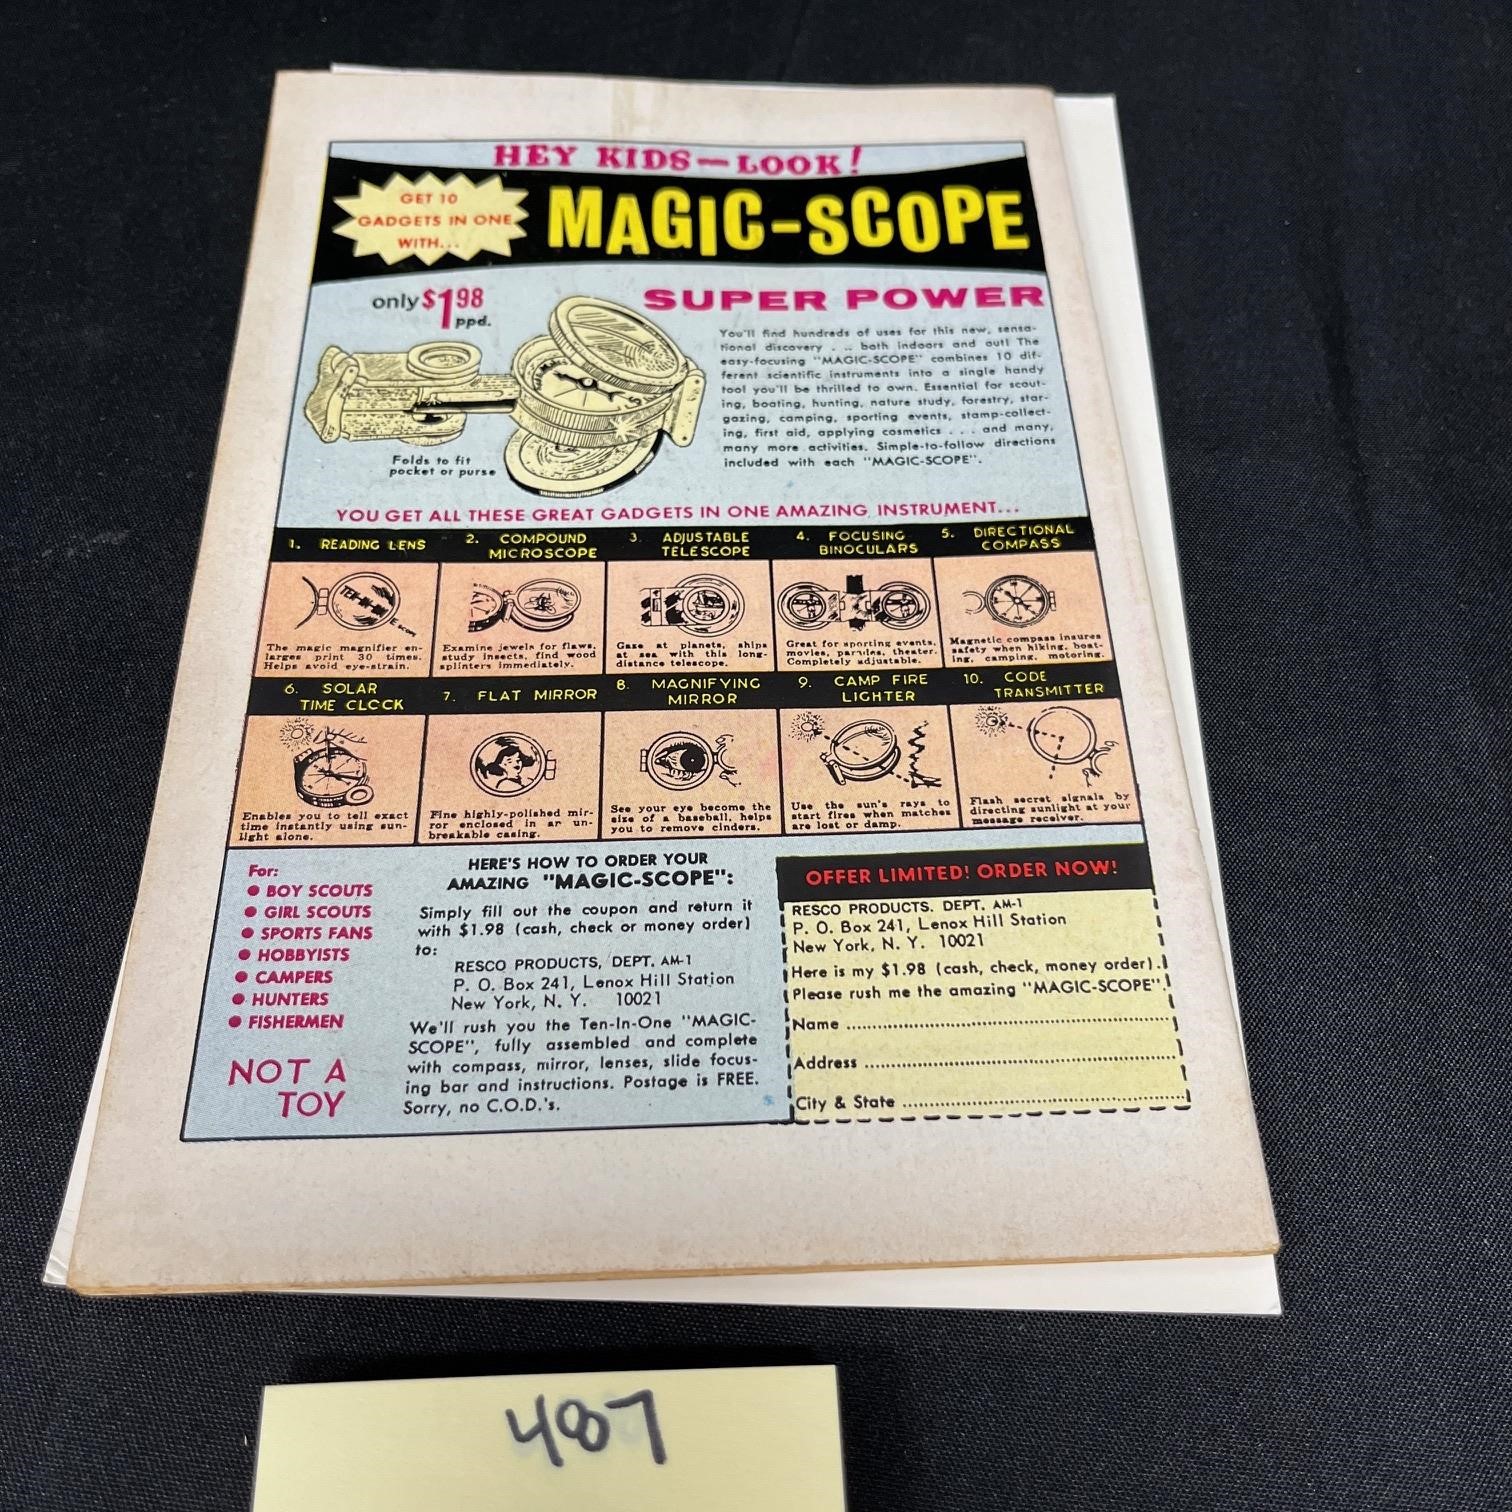 HEY KIDS—LOOK!
GET 10
GADGETS IN ONE
WITH...
MAGIC-SCOPE
only $1.98
ppd.
SUPER POWER
You'll find hundreds of uses for this new, sensa-
tional discovery . . . both indoors and out! The
easy-focusing "MAGIC-SCOPE" combines 10 dif-
ferent scientific instruments into a single handy
tool you'll be thrilled to own. Essential for scout-
ing, boating, hunting, nature study, forestry, star-
gazing, camping, sporting events, stamp-collect-
ing, first aid, applying cosmetics . . . and many,
many more activities. Simple-to-follow directions
included with each "MAGIC-SCOPE".
Folds to fit
pocket or purse
YOU GET ALL THESE GREAT GADGETS IN ONE AMAZING INSTRUMENT...
1. READING LENS
The magic magnifier en-
larges print 30 times.
Helps avoid eye-strain.
2. COMPOUND
MICROSCOPE
Examine jewels for flaws,
study insects, find wood
splinters immediately.
3. ADJUSTABLE
TELESCOPE
Gaze at planets, ships
at sea with this long-
distance telescope.
4. FOCUSING
BINOCULARS
Great for sporting events,
movies, parades, theater.
Completely adjustable.
5. DIRECTIONAL
COMPASS
Magnetic compass insures
safety when hiking, boat-
ing, camping, motoring.
6. SOLAR
TIME CLOCK
Enables you to tell exact
time instantly using sun-
light alone.
7. FLAT MIRROR
Fine highly-polished mir-
ror enclosed in an un-
breakable casing.
8. MAGNIFYING
MIRROR
See your eye become the
size of a baseball, helps
you to remove cinders.
9. CAMP FIRE
LIGHTER
Use the sun's rays to
start fires when matches
are lost or damp.
10. CODE
TRANSMITTER
Flash secret signals by
directing sunlight at your
message receiver.
For:
• BOY SCOUTS
• GIRL SCOUTS
• SPORTS FANS
• HOBBYISTS
• CAMPERS
• HUNTERS
• FISHERMEN
NOT A
TOY
HERE'S HOW TO ORDER YOUR
AMAZING "MAGIC-SCOPE":
Simply fill out the coupon and return it
with $1.98 (cash, check or money order)
to:
RESCO PRODUCTS, DEPT. AM-1
P. O. Box 241, Lenox Hill Station
New York, N. Y. 10021
We'll rush you the Ten-In-One "MAGIC-
SCOPE", fully assembled and complete
with compass, mirror, lenses, slide focus-
ing bar and instructions. Postage is FREE.
Sorry, no C.O.D.'s.
OFFER LIMITED! ORDER NOW!
RESCO PRODUCTS. DEPT. AM-1
P. O. Box 241, Lenox Hill Station
New York, N. Y. 10021
Here is my $1.98 (cash, check, money order).
Please rush me the amazing "MAGIC-SCOPE".
Name
Address
City & State
487